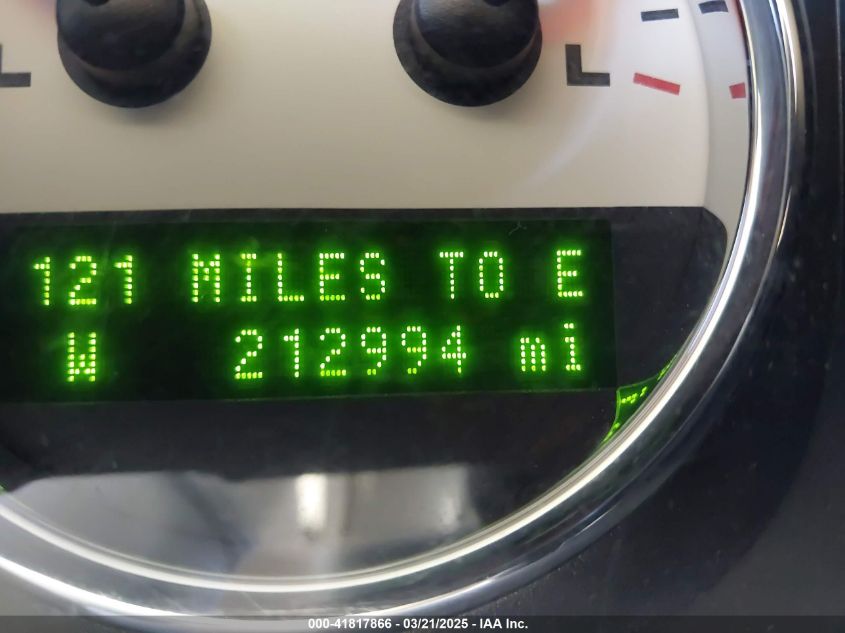 L L
121 MILES TO E
W 212994 mi
000-41817866 - 03/21/2025 - IAA Inc.